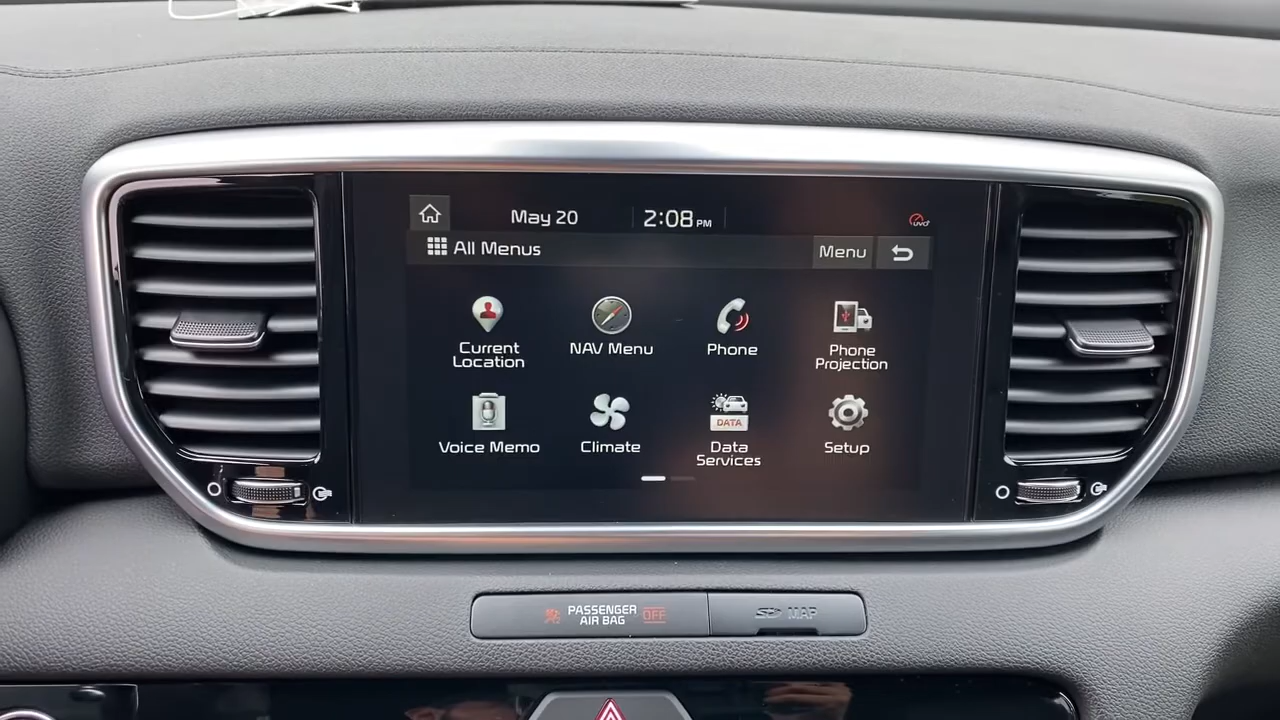 May 20
2:08 PM
UVO
All Menus
Menu
Current
Location
NAV Menu
Phone
Phone
Projection
Voice Memo
Climate
DATA
Data
Services
Setup
PASSENGER
AIR BAG
OFF
SD MAP